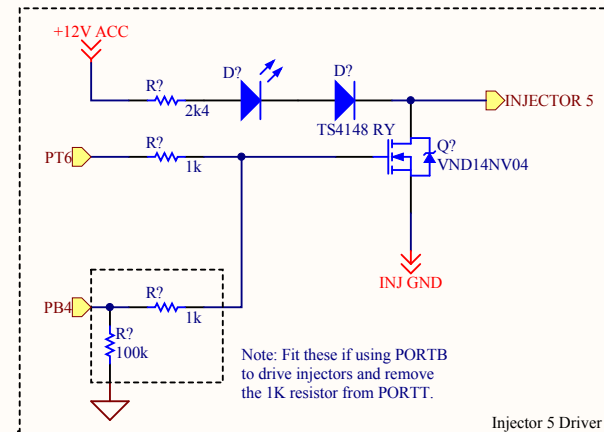 +12V ACC
R?
2k4
D?
D?
TS4148 RY
INJECTOR 5
PT6
R?
1k
Q?
VND14NV04
INJ GND
PB4
R?
1k
R?
100k
Note: Fit these if using PORTB
to drive injectors and remove
the 1K resistor from PORTT.
Injector 5 Driver